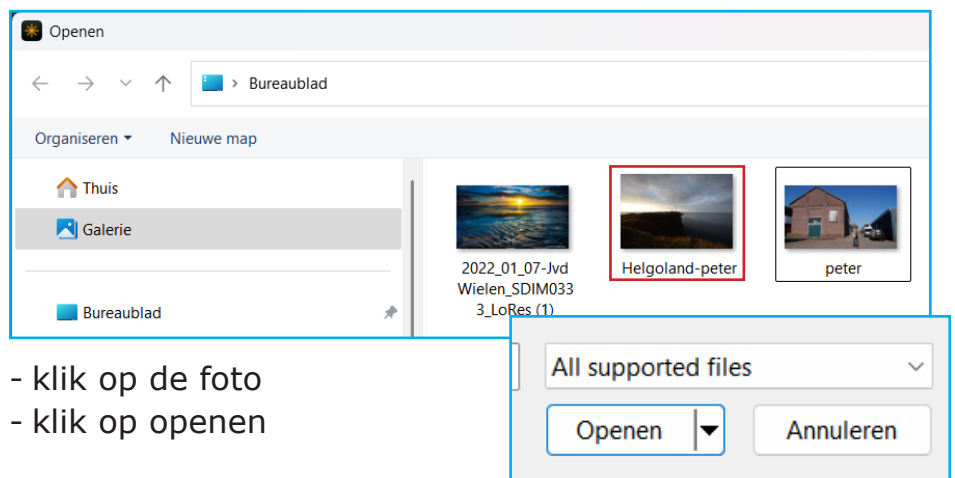 Openen
Bureaublad
Organiseren Nieuwe map
Thuis
Galerie
Bureaublad
2022_01_07-Jvd
Wielen_SDIM033
3_LoRes (1)
Helgoland-peter
peter
All supported files
Openen Annuleren
- klik op de foto
- klik op openen